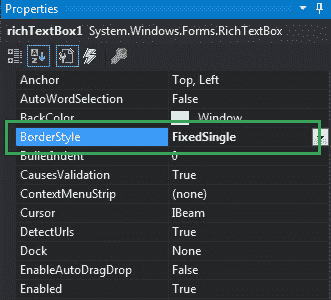 Properties
richTextBox1 System.Windows.Forms.RichTextBox
Anchor Top, Left
AutoWordSelection False
BackColor Window
BorderStyle FixedSingle
BulletIndent 0
CausesValidation True
ContextMenuStrip (none)
Cursor IBeam
DetectUrls True
Dock None
EnableAutoDragDrop False
Enabled True